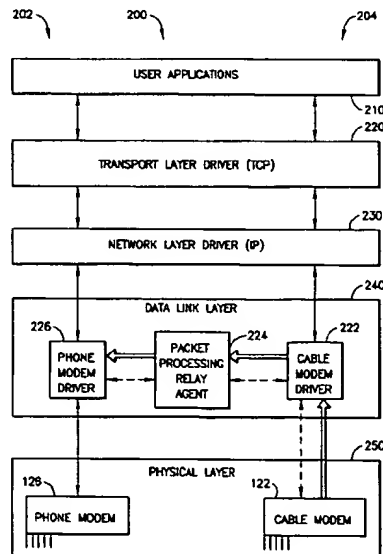 202
200
204
USER APPLICATIONS
210
220
TRANSPORT LAYER DRIVER (TCP)
230
NETWORK LAYER DRIVER (IP)
240
DATA LINK LAYER
226
224
222
PHONE MODEM DRIVER
PACKET PROCESSING RELAY AGENT
CABLE MODEM DRIVER
250
PHYSICAL LAYER
128
122
PHONE MODEM
CABLE MODEM